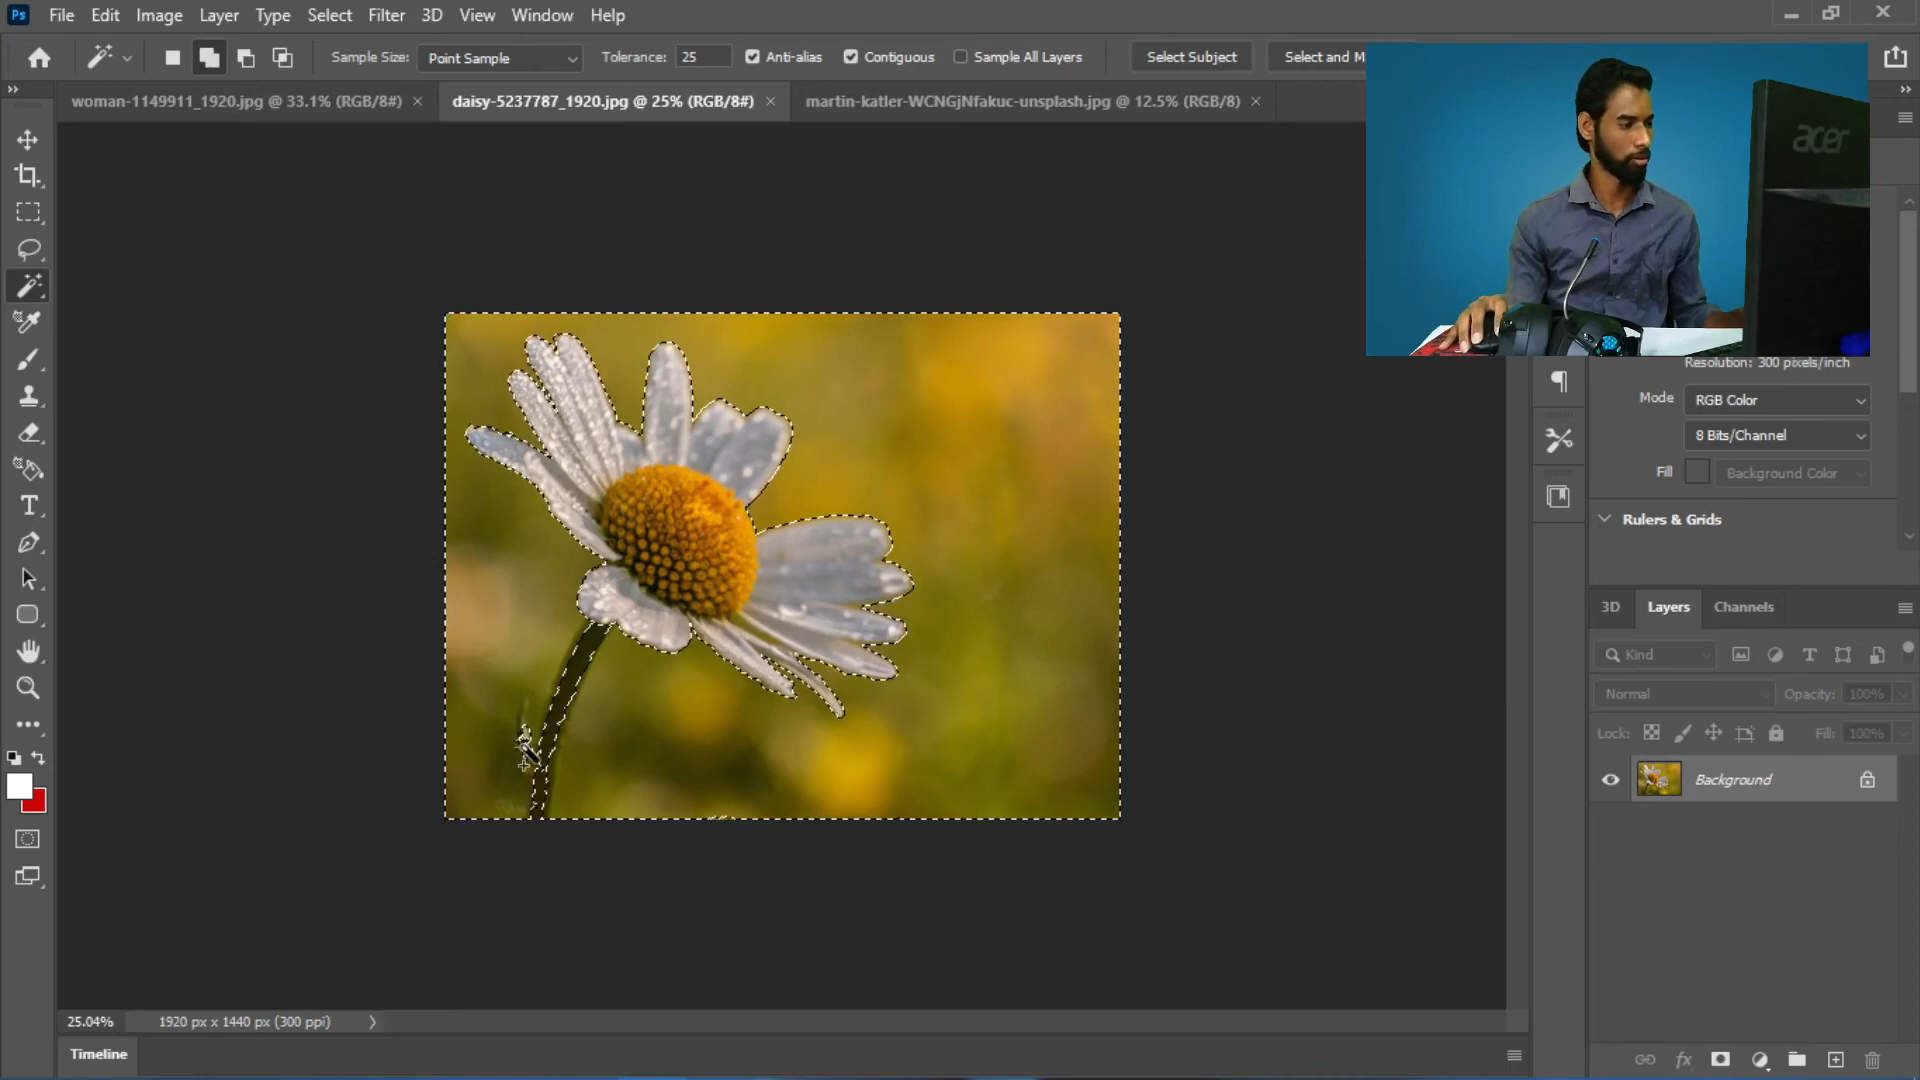 Ps File Edit Image Layer Type Select Filter 3D View Window Help
Sample Size: Point Sample Tolerance: 25 Anti-alias Contiguous Sample All Layers Select Subject Select and M
woman-1149911_1920.jpg @ 33.1% (RGB/8#) × daisy-5237787_1920.jpg @ 25% (RGB/8#) × martin-katler-WCNGjNfakuc-unsplash.jpg @ 12.5% (RGB/8) ×
acer
Resolution: 300 pixels/inch
Mode RGB Color
8 Bits/Channel
Fill Background Color
Rulers & Grids
3D Layers Channels
Kind
Normal Opacity: 100%
Lock: Fill: 100%
Background
25.04% 1920 px x 1440 px (300 ppi)
Timeline